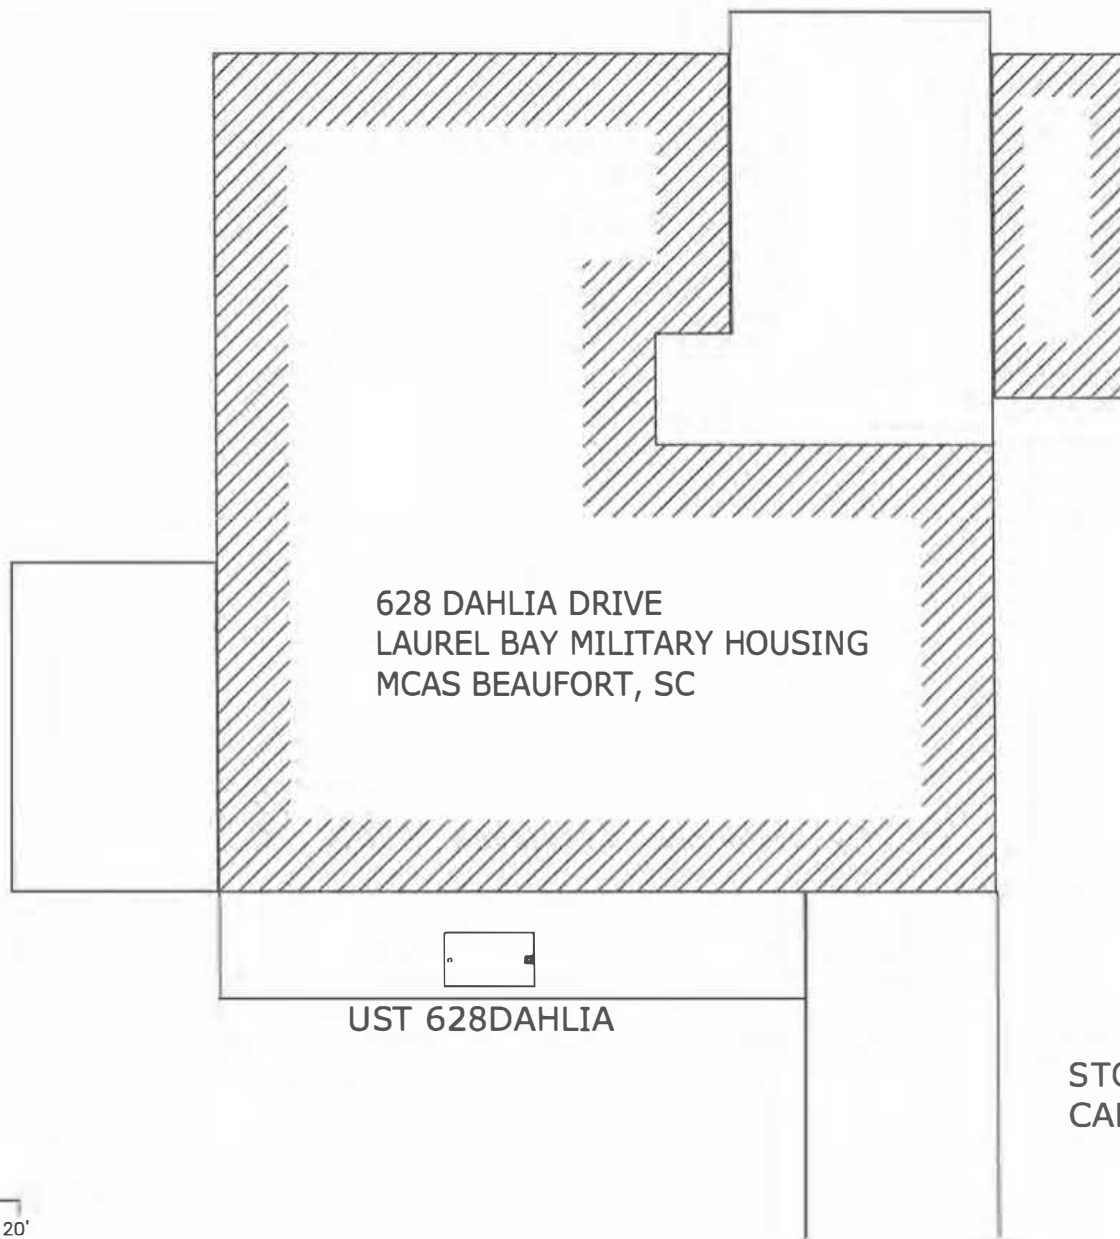 628 DAHLIA DRIVE
LAUREL BAY MILITARY HOUSING
MCAS BEAUFORT, SC
UST 628DAHLIA
20'